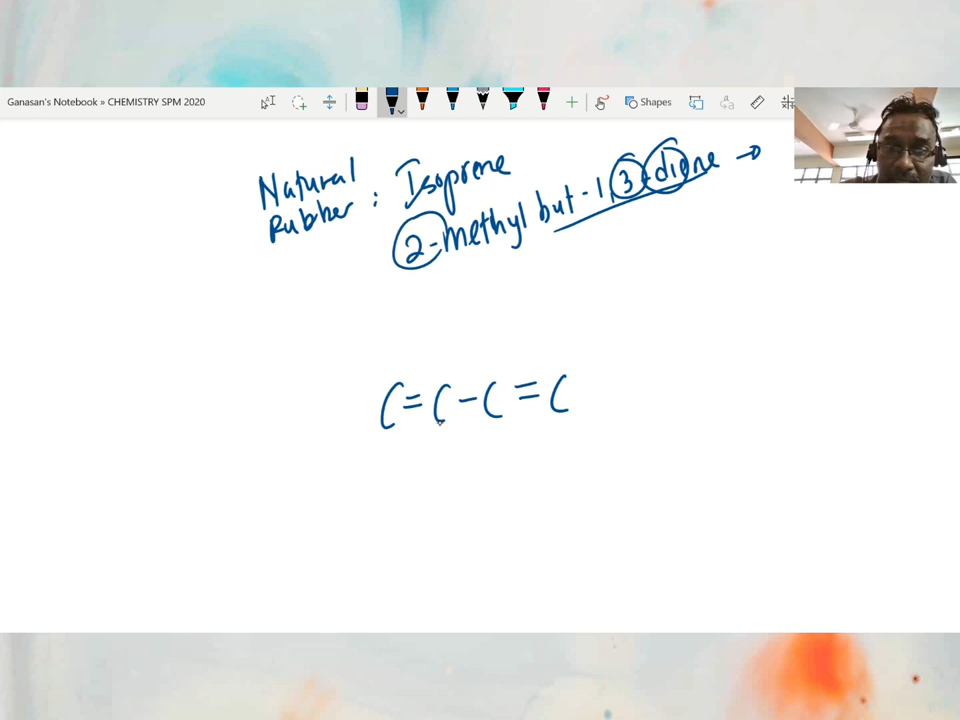 Ganasan's Notebook » CHEMISTRY SPM 2020
Shapes
Natural Rubber : Isoprene
2-methyl but-1,3-diene →
C=C-C=C